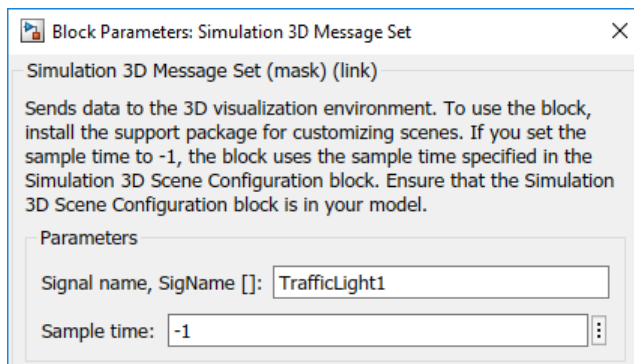 Block Parameters: Simulation 3D Message Set
Simulation 3D Message Set (mask) (link)
Sends data to the 3D visualization environment. To use the block,
install the support package for customizing scenes. If you set the
sample time to -1, the block uses the sample time specified in the
Simulation 3D Scene Configuration block. Ensure that the Simulation
3D Scene Configuration block is in your model.
Parameters
Signal name, SigName []: TrafficLight1
Sample time: -1